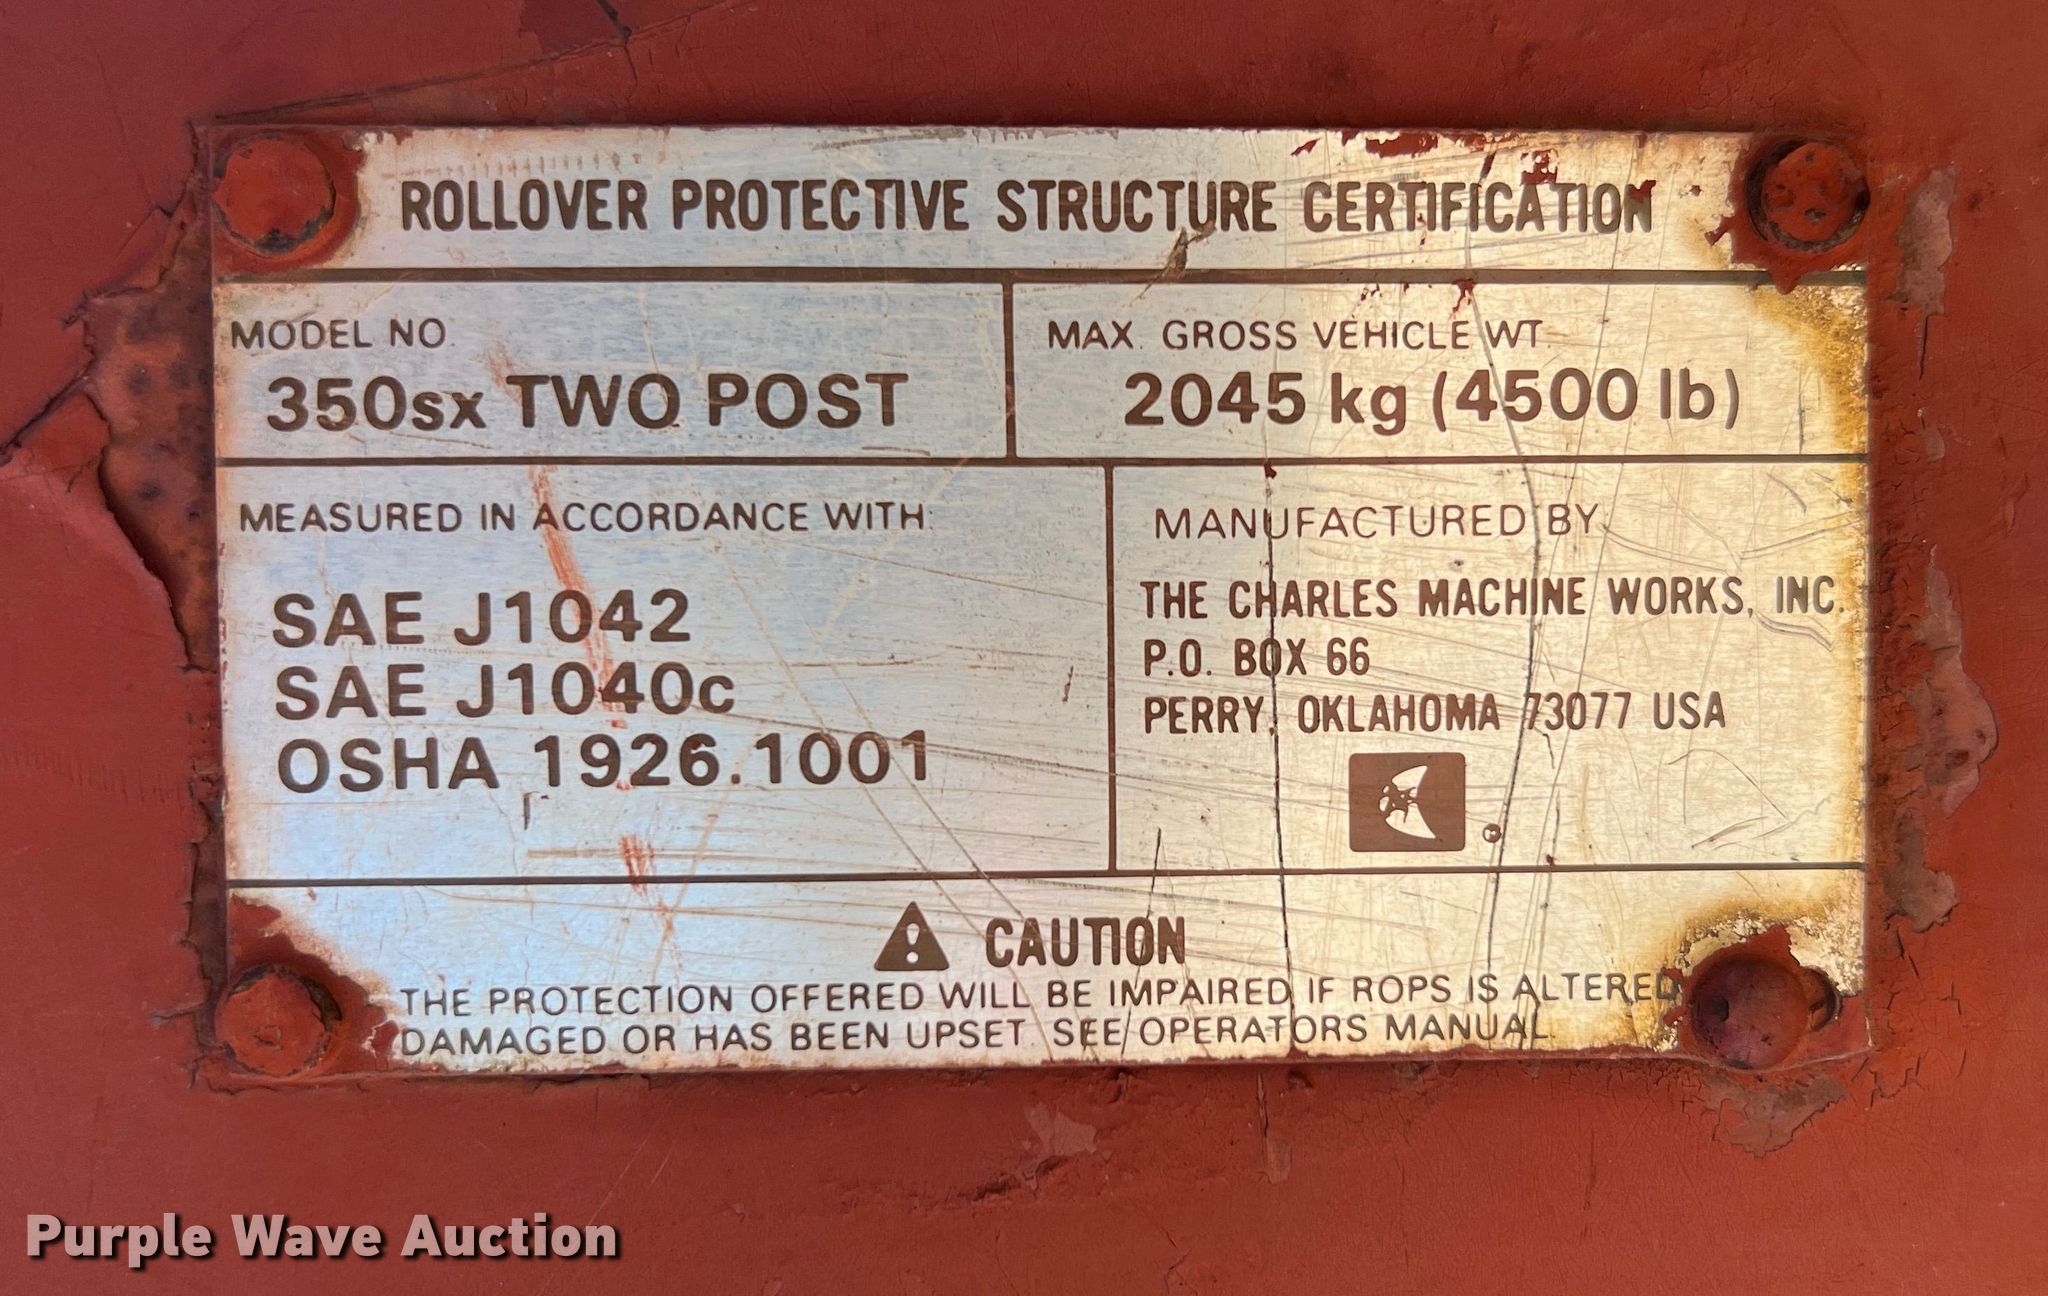 ROLLOVER PROTECTIVE STRUCTURE CERTIFICATION
MODEL NO.
350sx TWO POST
MAX. GROSS VEHICLE WT.
2045 kg (4500 lb)
MEASURED IN ACCORDANCE WITH:
SAE J1042
SAE J1040c
OSHA 1926.1001
MANUFACTURED BY
THE CHARLES MACHINE WORKS, INC.
P.O. BOX 66
PERRY, OKLAHOMA 73077 USA
®
CAUTION
THE PROTECTION OFFERED WILL BE IMPAIRED IF ROPS IS ALTERED
DAMAGED OR HAS BEEN UPSET. SEE OPERATORS MANUAL
Purple Wave Auction